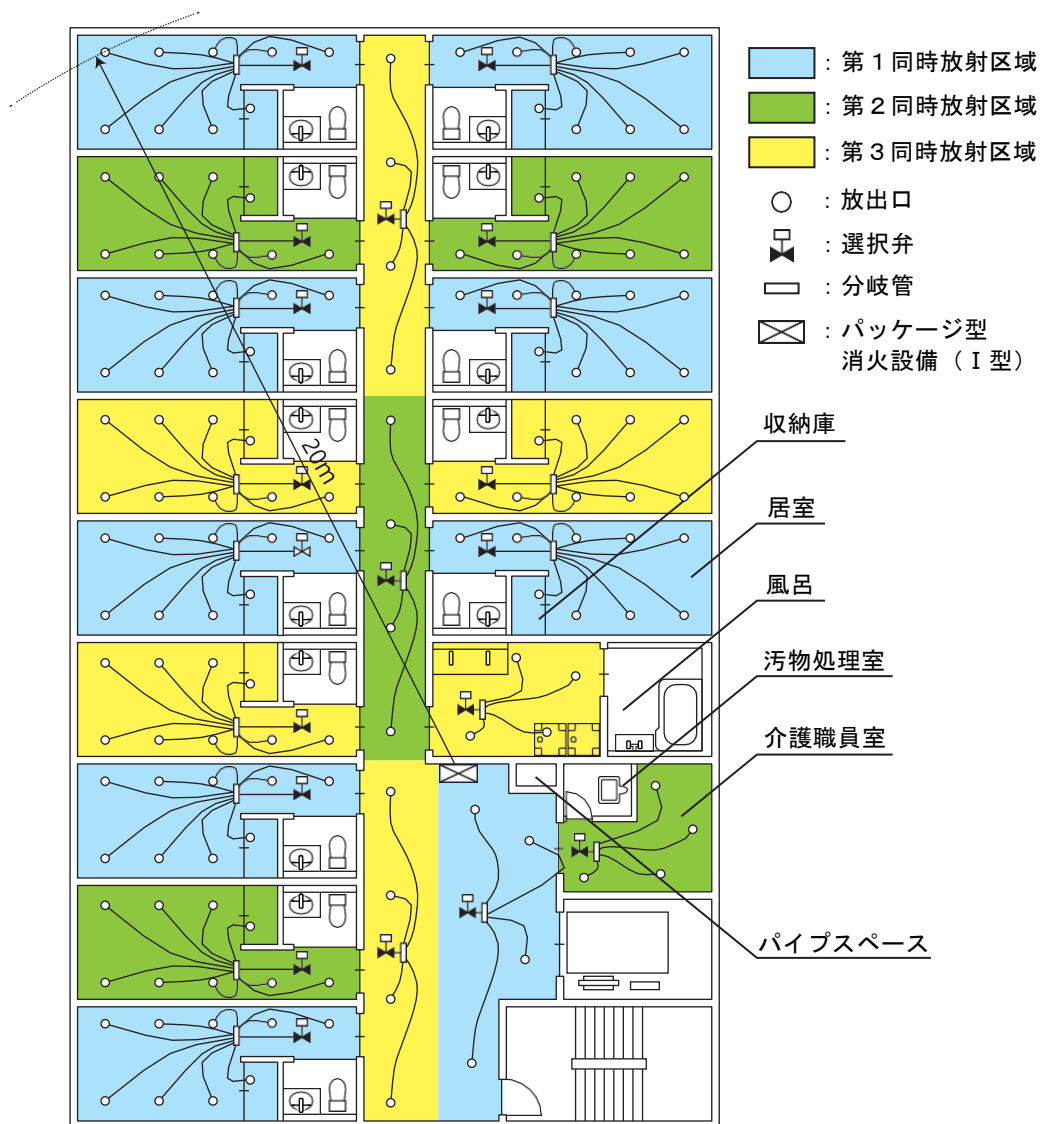 ：第１同時放射区域
：第２同時放射区域
：第３同時放射区域
：放出口
：選択弁
：分岐管
：パッケージ型
消火設備（Ⅰ型）
収納庫
20m
居室
風呂
汚物処理室
介護職員室
パイプスペース